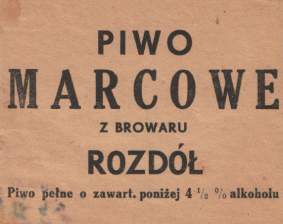 PIWO
MARCOWE
Z BROWARU
ROZDÓŁ
Piwo pełne o zawart. poniżej 4 ½ % alkoholu